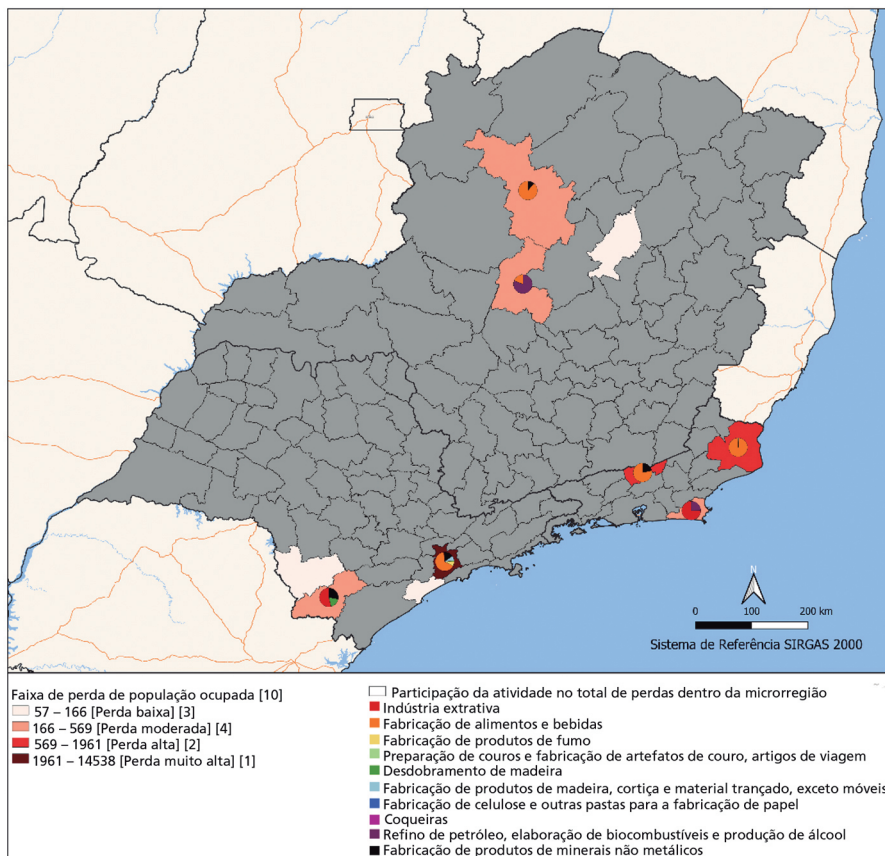 N
0 100 200 km
Sistema de Referência SIRGAS 2000
Faixa de perda de população ocupada [10]
57 – 166 [Perda baixa] [3]
166 – 569 [Perda moderada] [4]
569 – 1961 [Perda alta] [2]
1961 – 14538 [Perda muito alta] [1]
Participação da atividade no total de perdas dentro da microrregião
Indústria extrativa
Fabricação de alimentos e bebidas
Fabricação de produtos de fumo
Preparação de couros e fabricação de artefatos de couro, artigos de viagem
Desdobramento de madeira
Fabricação de produtos de madeira, cortiça e material trançado, exceto móveis
Fabricação de celulose e outras pastas para a fabricação de papel
Coqueiras
Refino de petróleo, elaboração de biocombustíveis e produção de álcool
Fabricação de produtos de minerais não metálicos